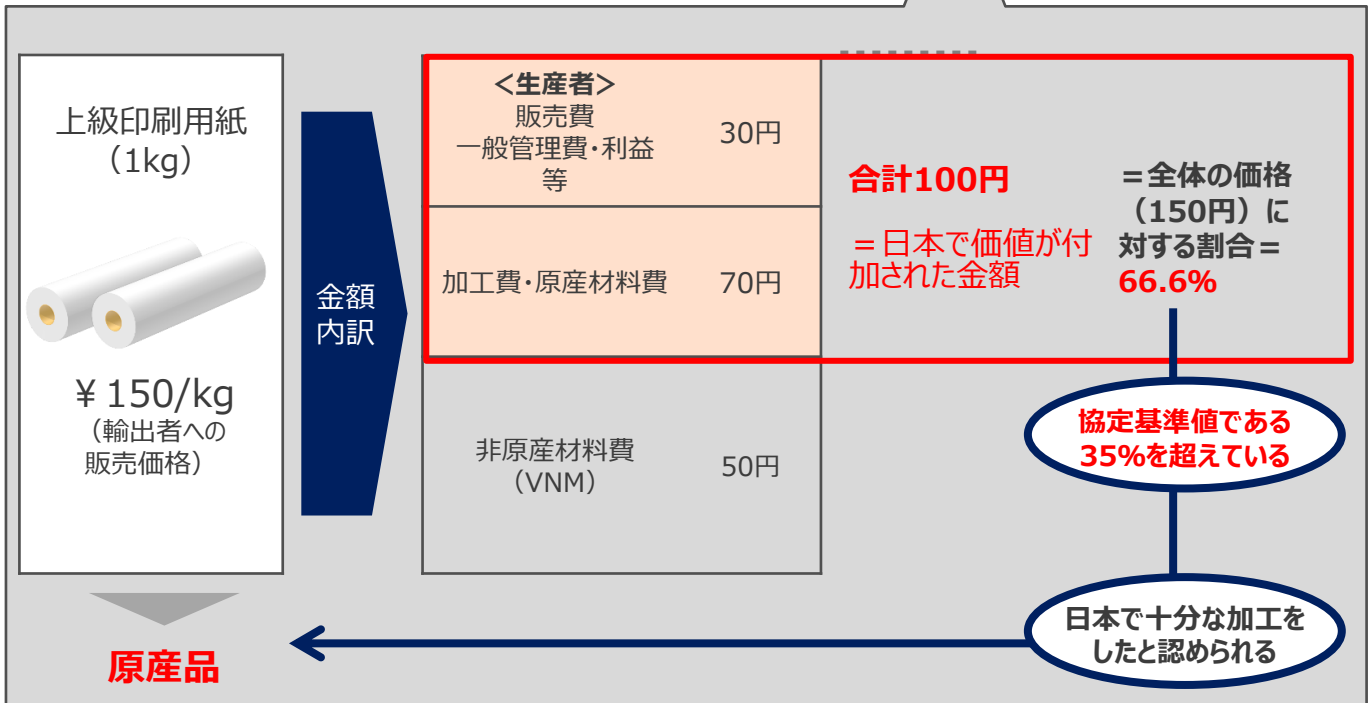 上級印刷用紙
（1kg）
¥ 150/kg
（輸出者への
販売価格）
原産品
金額
内訳
＜生産者＞
販売費
一般管理費・利益
等
30円
加工費・原産材料費
70円
非原産材料費
（VNM）
50円
合計100円
＝日本で価値が付
加された金額
＝全体の価格
（150円）に
対する割合＝
66.6%
協定基準値である
35%を超えている
日本で十分な加工を
したと認められる